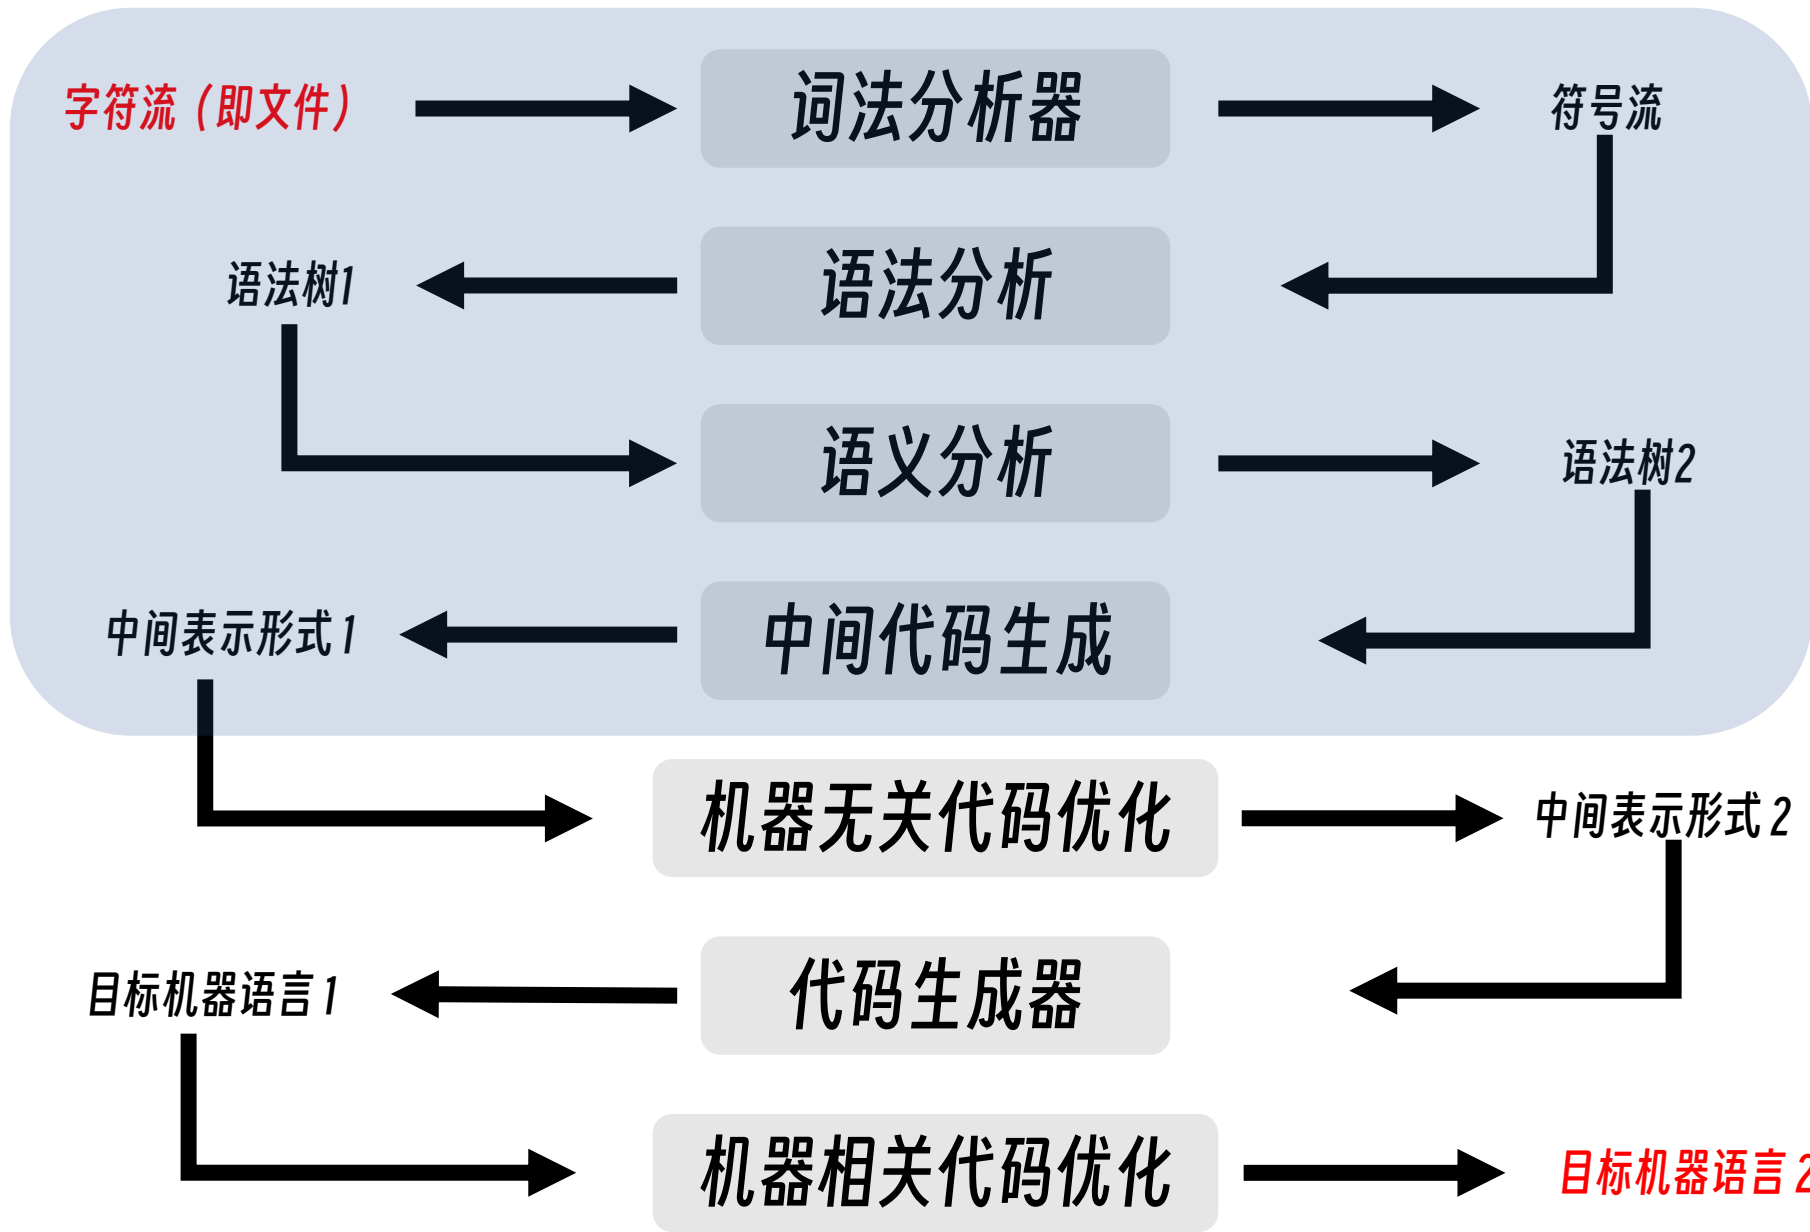 字符流（即文件）
词法分析器
符号流
语法树1
语法分析
语义分析
语法树2
中间表示形式 1
中间代码生成
机器无关代码优化
中间表示形式 2
目标机器语言 1
代码生成器
机器相关代码优化
目标机器语言 2